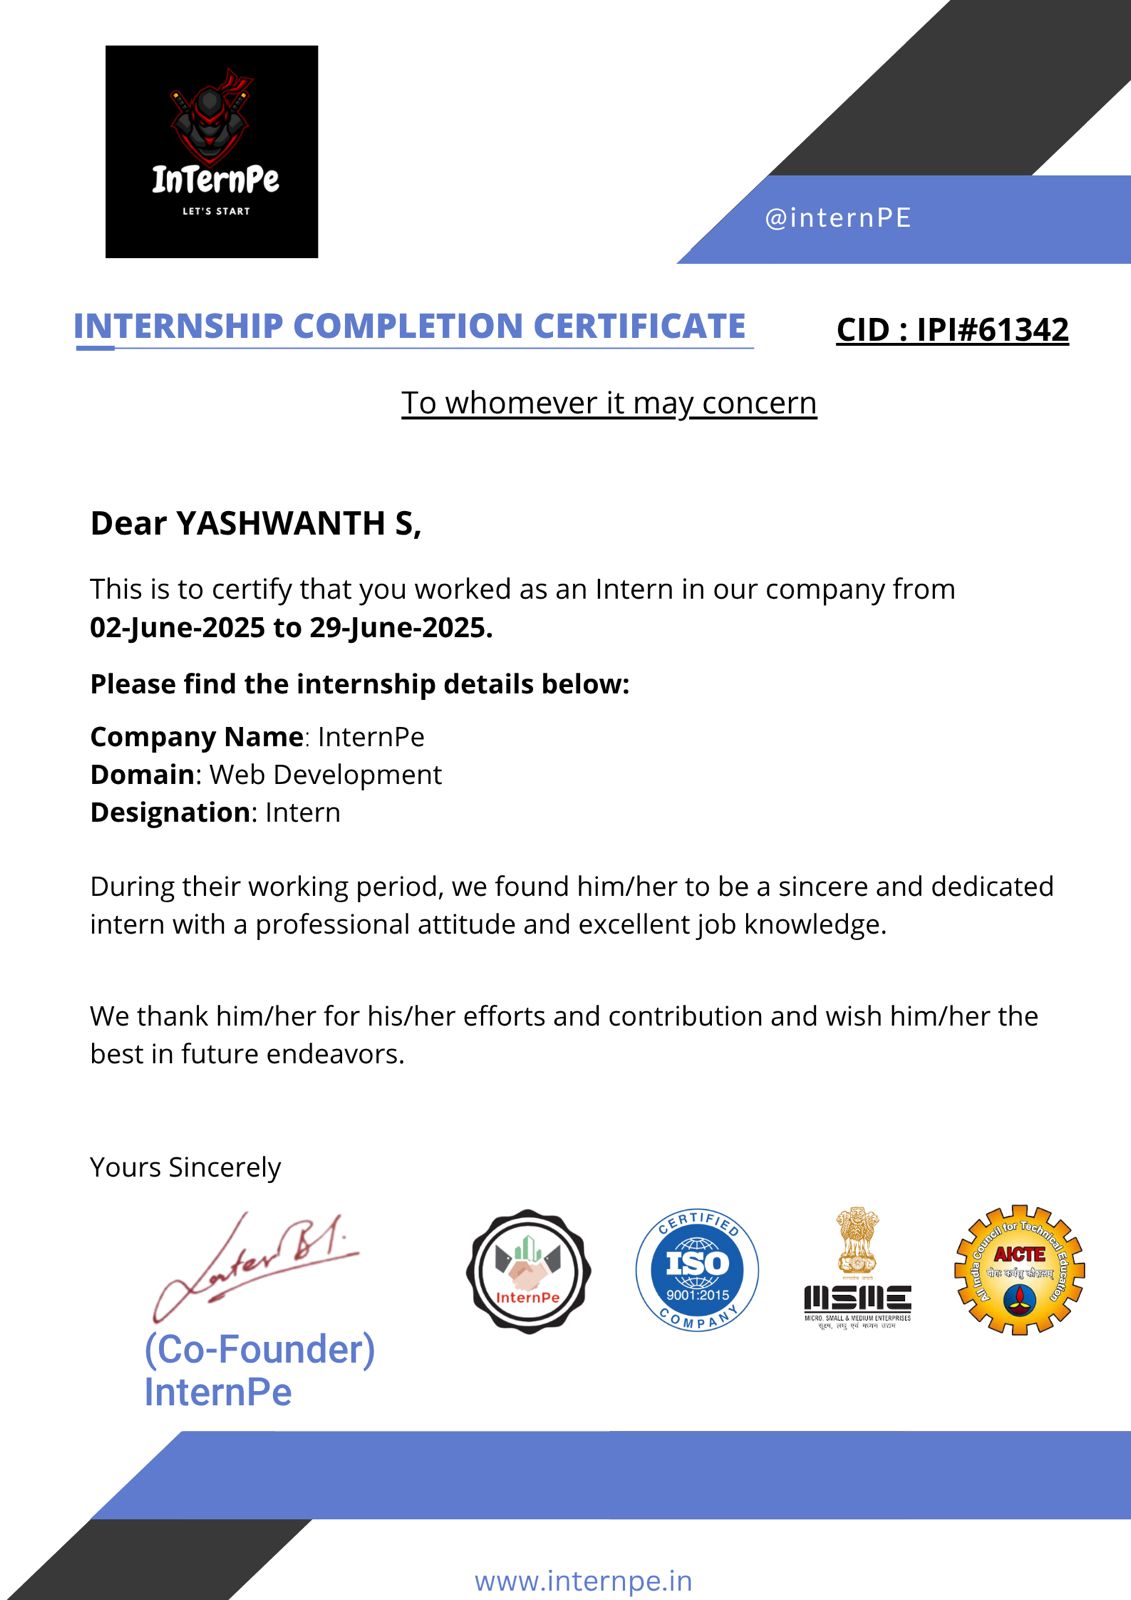 InTernPe
LET'S START
@internPE
INTERNSHIP COMPLETION CERTIFICATE
CID : IPI#61342
To whomever it may concern
Dear YASHWANTH S,
This is to certify that you worked as an Intern in our company from
02-June-2025 to 29-June-2025.
Please find the internship details below:
Company Name: InternPe
Domain: Web Development
Designation: Intern
During their working period, we found him/her to be a sincere and dedicated
intern with a professional attitude and excellent job knowledge.
We thank him/her for his/her efforts and contribution and wish him/her the
best in future endeavors.
Yours Sincerely
(Co-Founder)
InternPe
InternPe
CERTIFIED
ISO
9001:2015
COMPANY
MSME
MICRO, SMALL & MEDIUM ENTERPRISES
सूक्ष्म, लघु एवं मध्यम उद्यम
All India Council for Technical Education
AICTE
www.internpe.in